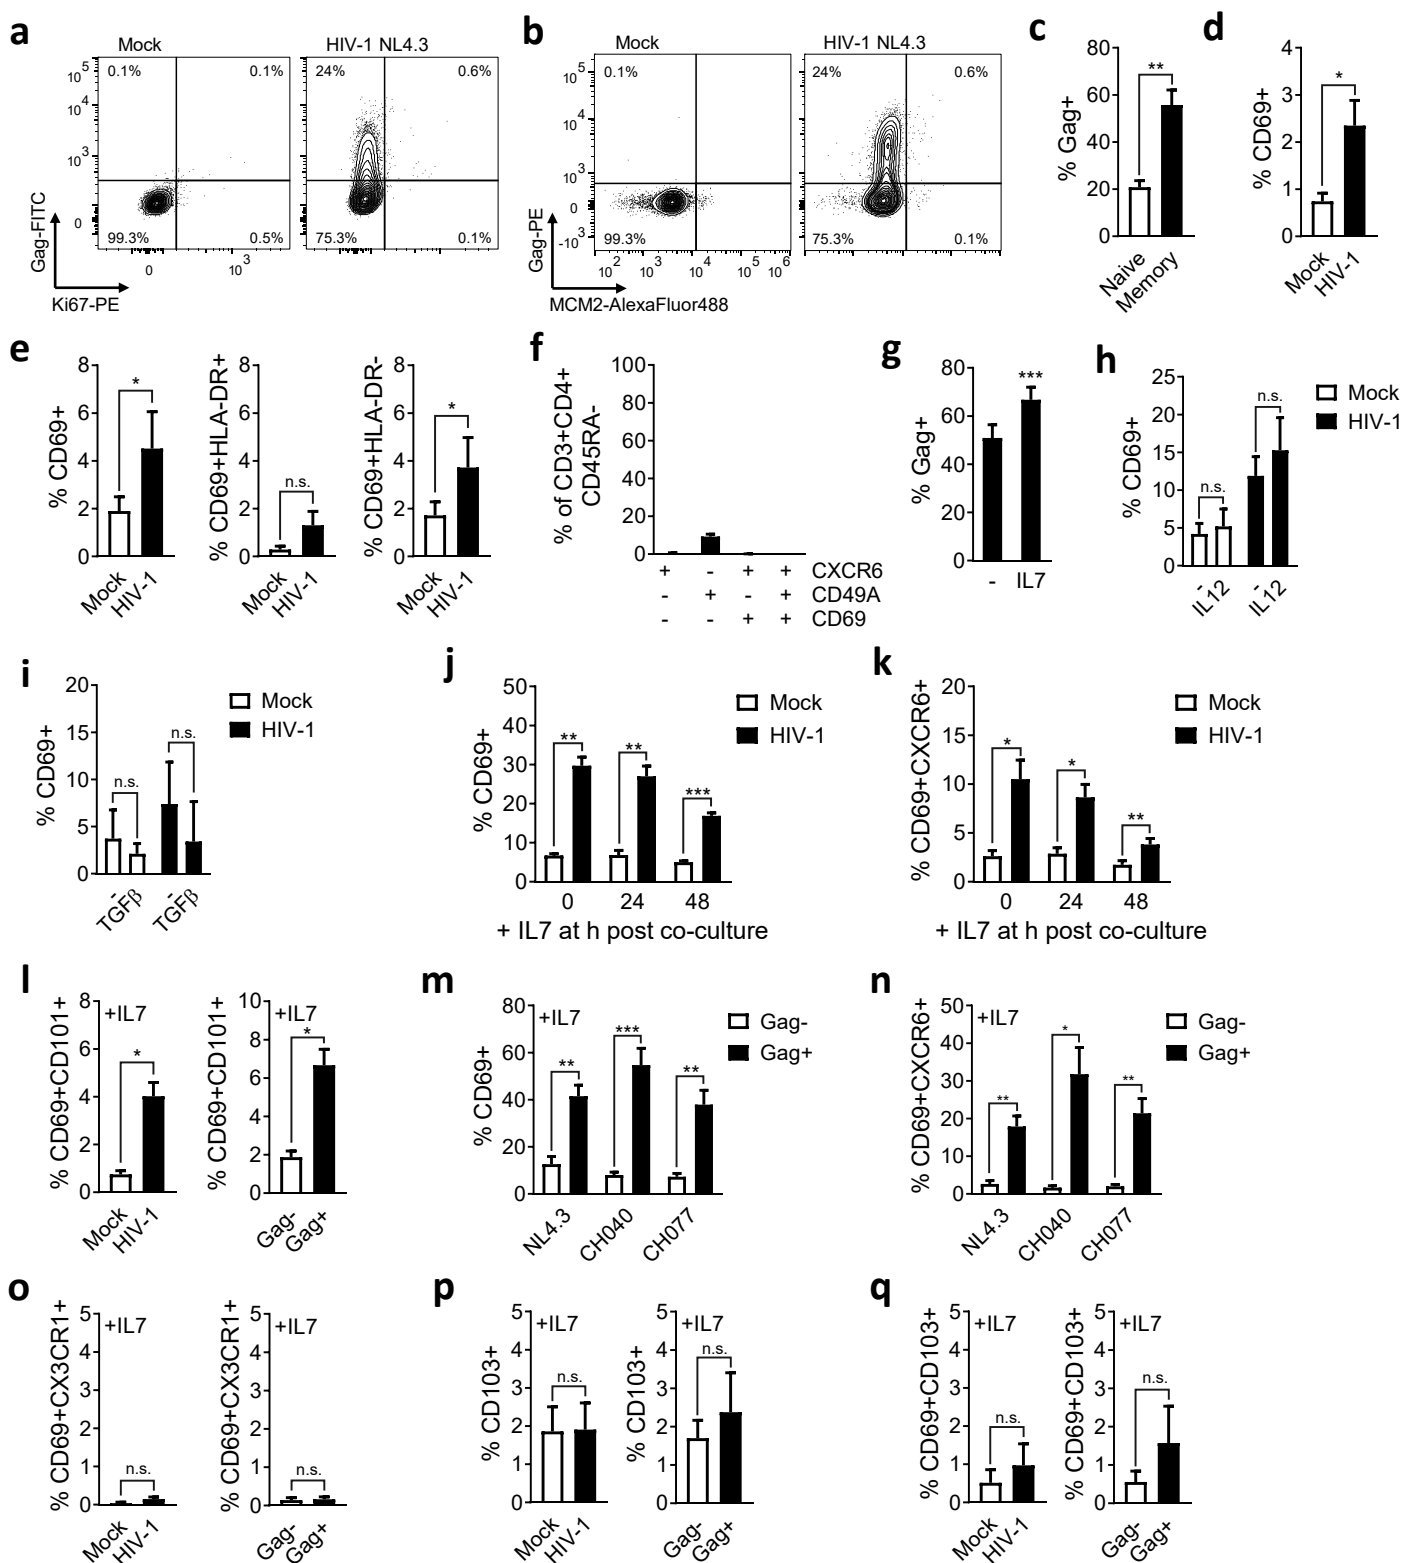 a
Mock
HIV-1 NL4.3
10^5
10^4
10^3
0
0.1%
0.1%
99.3%
0.5%
24%
0.6%
75.3%
0.1%
0
10^3
Gag-FITC
Ki67-PE
b
Mock
HIV-1 NL4.3
10^5
10^4
10^3
0
-10^3
0.1%
99.3%
24%
0.6%
75.3%
0.1%
10^2
10^3
10^4
10^5
10^6
Gag-PE
MCM2-AlexaFluor488
c
% Gag+
80
60
40
20
0
**
Naive
Memory
d
% CD69+
4
3
2
1
0
*
Mock
HIV-1
e
% CD69+
8
6
4
2
0
*
Mock
HIV-1
% CD69+HLA-DR+
8
6
4
2
0
n.s.
Mock
HIV-1
% CD69+HLA-DR-
8
6
4
2
0
*
Mock
HIV-1
f
% of CD3+CD4+
CD45RA-
100
80
60
40
20
0
+ - + + CXCR6
- + - + CD49A
- - + + CD69
g
% Gag+
80
60
40
20
0
***
- IL7
h
% CD69+
25
20
15
10
5
0
n.s.
n.s.
-
IL12
-
IL12
Mock
HIV-1
i
% CD69+
20
15
10
5
0
n.s.
n.s.
-
TGFβ
-
TGFβ
Mock
HIV-1
j
% CD69+
50
40
30
20
10
0
**
**
***
0 24 48
+ IL7 at h post co-culture
Mock
HIV-1
k
% CD69+CXCR6+
20
15
10
5
0
*
*
**
0 24 48
+ IL7 at h post co-culture
Mock
HIV-1
l
% CD69+CD101+
8
6
4
2
0
+IL7
*
Mock
HIV-1
% CD69+CD101+
10
8
6
4
2
0
+IL7
*
Gag-
Gag+
m
% CD69+
80
60
40
20
0
+IL7
**
***
**
NL4.3
CH040
CH077
Gag-
Gag+
n
% CD69+CXCR6+
50
40
30
20
10
0
+IL7
**
*
**
NL4.3
CH040
CH077
Gag-
Gag+
o
% CD69+CX3CR1+
5
4
3
2
1
0
+IL7
n.s.
Mock
HIV-1
% CD69+CX3CR1+
5
4
3
2
1
0
+IL7
n.s.
Gag-
Gag+
p
% CD103+
5
4
3
2
1
0
+IL7
n.s.
Mock
HIV-1
% CD103+
5
4
3
2
1
0
+IL7
n.s.
Gag-
Gag+
q
% CD69+CD103+
5
4
3
2
1
0
+IL7
n.s.
Mock
HIV-1
% CD69+CD103+
5
4
3
2
1
0
+IL7
n.s.
Gag-
Gag+